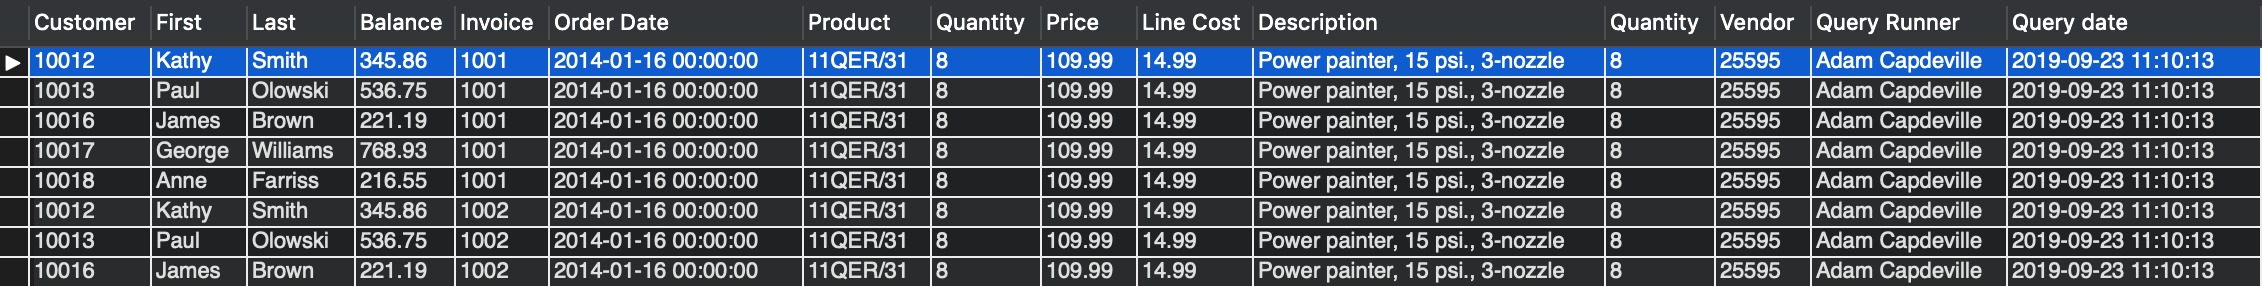 Customer First Last Balance Invoice Order Date Product Quantity Price Line Cost Description Quantity Vendor Query Runner Query date
10012 Kathy Smith 345.86 1001 2014-01-16 00:00:00 11QER/31 8 109.99 14.99 Power painter, 15 psi., 3-nozzle 8 25595 Adam Capdeville 2019-09-23 11:10:13
10013 Paul Olowski 536.75 1001 2014-01-16 00:00:00 11QER/31 8 109.99 14.99 Power painter, 15 psi., 3-nozzle 8 25595 Adam Capdeville 2019-09-23 11:10:13
10016 James Brown 221.19 1001 2014-01-16 00:00:00 11QER/31 8 109.99 14.99 Power painter, 15 psi., 3-nozzle 8 25595 Adam Capdeville 2019-09-23 11:10:13
10017 George Williams 768.93 1001 2014-01-16 00:00:00 11QER/31 8 109.99 14.99 Power painter, 15 psi., 3-nozzle 8 25595 Adam Capdeville 2019-09-23 11:10:13
10018 Anne Farriss 216.55 1001 2014-01-16 00:00:00 11QER/31 8 109.99 14.99 Power painter, 15 psi., 3-nozzle 8 25595 Adam Capdeville 2019-09-23 11:10:13
10012 Kathy Smith 345.86 1002 2014-01-16 00:00:00 11QER/31 8 109.99 14.99 Power painter, 15 psi., 3-nozzle 8 25595 Adam Capdeville 2019-09-23 11:10:13
10013 Paul Olowski 536.75 1002 2014-01-16 00:00:00 11QER/31 8 109.99 14.99 Power painter, 15 psi., 3-nozzle 8 25595 Adam Capdeville 2019-09-23 11:10:13
10016 James Brown 221.19 1002 2014-01-16 00:00:00 11QER/31 8 109.99 14.99 Power painter, 15 psi., 3-nozzle 8 25595 Adam Capdeville 2019-09-23 11:10:13